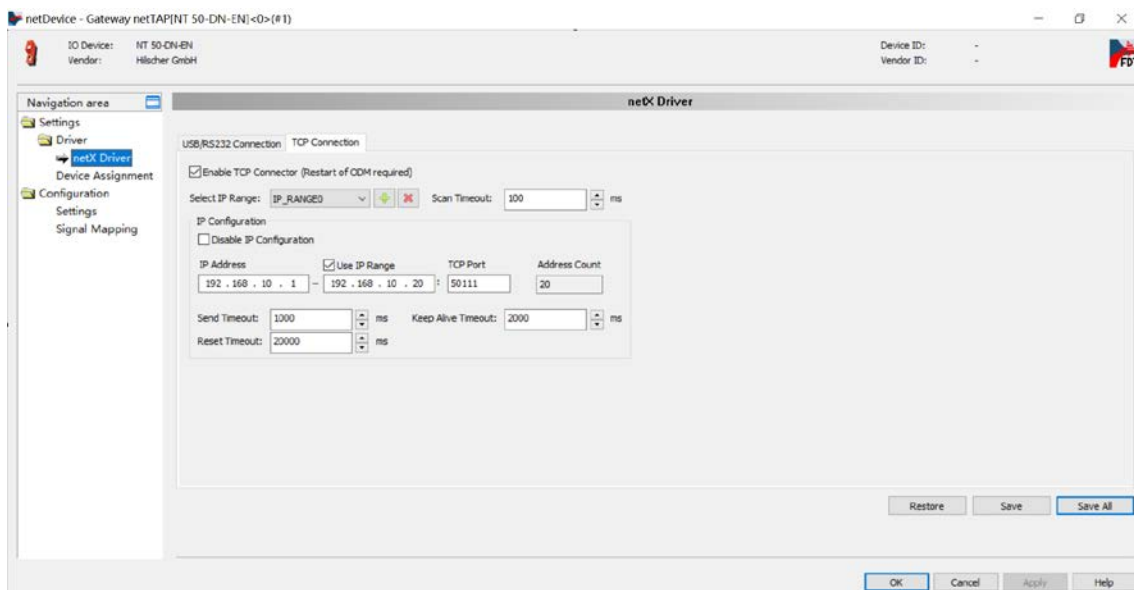 netDevice - Gateway netTAP[NT 50-DN-EN]<0>(#1)
IO Device: NT 50-DN-EN Device ID: -
Vendor: Hilscher GmbH Vendor ID: -
FDT
Navigation area netX Driver
Settings
Driver
netX Driver
Device Assignment
Configuration
Settings
Signal Mapping
USB/RS232 Connection TCP Connection
Enable TCP Connector (Restart of ODM required)
Select IP Range: IP_RANGE0 Scan Timeout: 100 ms
IP Configuration
Disable IP Configuration
IP Address Use IP Range TCP Port Address Count
192 . 168 . 10 . 1 - 192 . 168 . 10 . 20 : 50111 20
Send Timeout: 1000 ms Keep Alive Timeout: 2000 ms
Reset Timeout: 20000 ms
Restore Save Save All
OK Cancel Apply Help